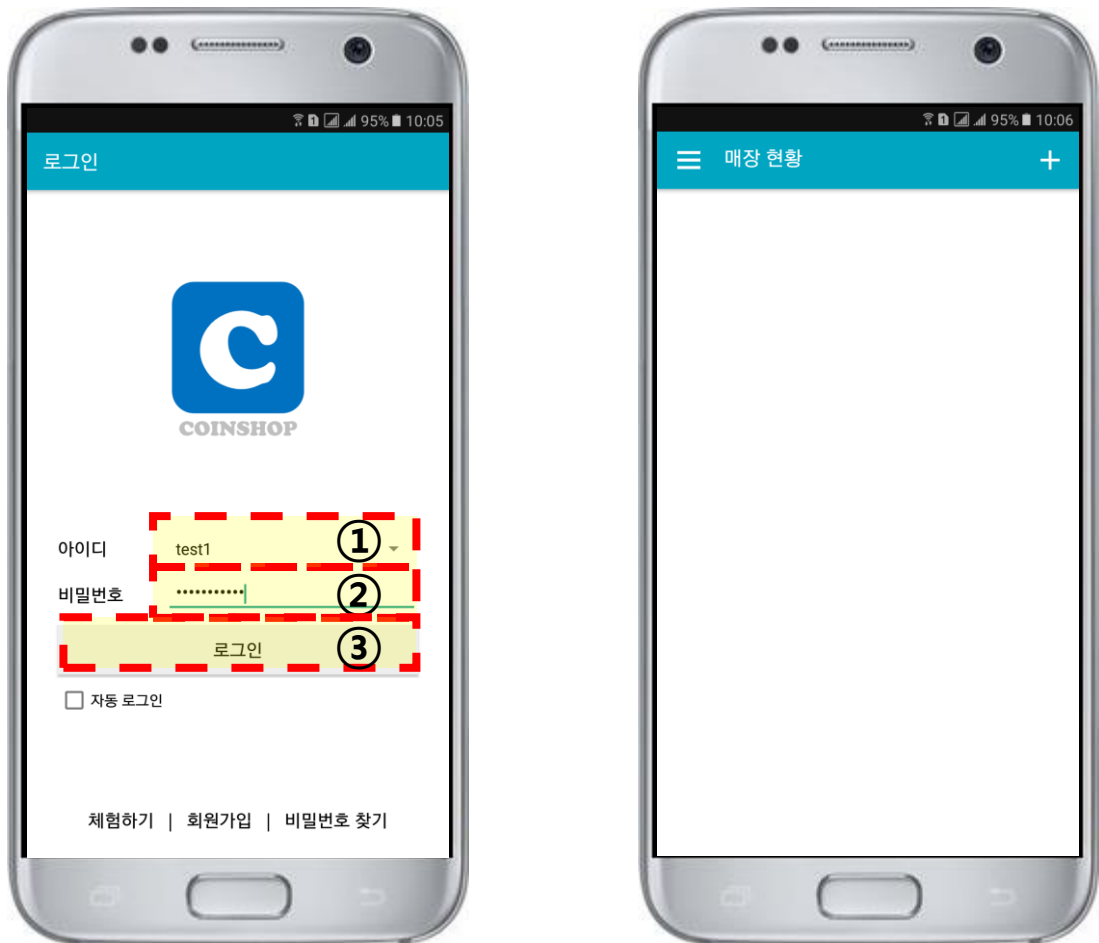 95% 10:05
로그인
C
COINSHOP
아이디 test1 ①
비밀번호 ••••••••••• ②
로그인 ③
자동 로그인
체험하기 | 회원가입 | 비밀번호 찾기
95% 10:06
매장 현황 +